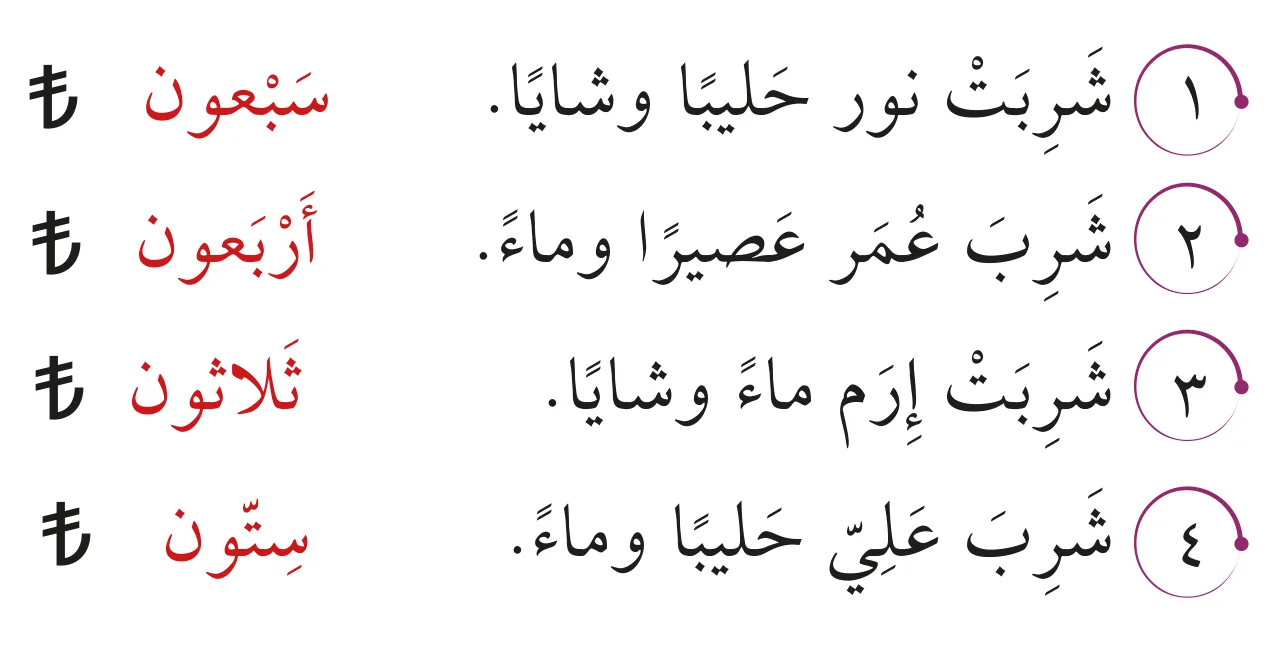 ١ شَرِبَتْ نور حَليبًا وشايًا. سَبْعون ₺
٢ شَرِبَ عُمَر عَصيرًا وماءً. أَرْبَعون ₺
٣ شَرِبَتْ إِرَم ماءً وشايًا. ثَلاثون ₺
٤ شَرِبَ عَلِيّ حَليبًا وماءً. سِتّون ₺